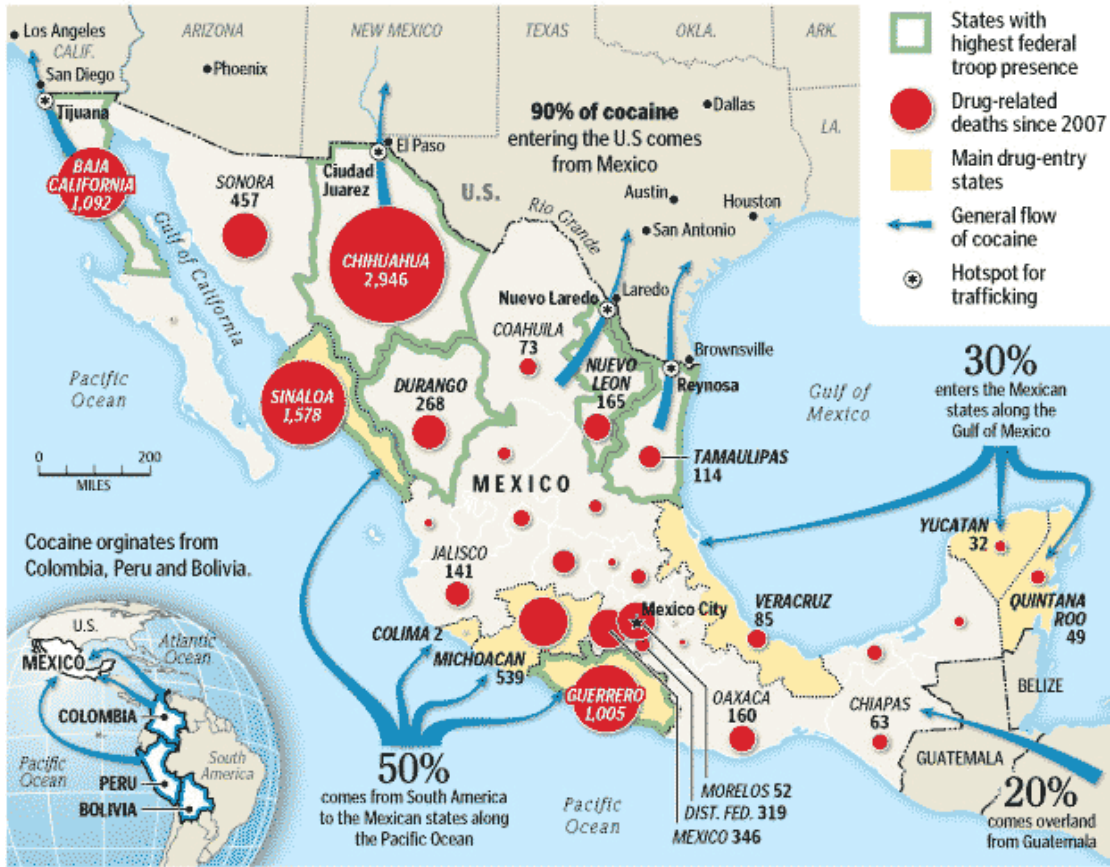 Los Angeles
CALIF.
San Diego
Tijuana
ARIZONA
Phoenix
NEW MEXICO
TEXAS
OKLA.
ARK.
LA.
Dallas
El Paso
Ciudad
Juarez
90% of cocaine
entering the U.S comes
from Mexico
U.S.
Rio Grande
Austin
Houston
San Antonio
States with
highest federal
troop presence
Drug-related
deaths since 2007
Main drug-entry
states
General flow
of cocaine
Hotspot for
trafficking
BAJA
CALIFORNIA
1,092
SONORA
457
Gulf of California
CHIHUAHUA
2,946
Nuevo Laredo
Laredo
COAHUILA
73
NUEVO
LEON
165
Brownsville
Reynosa
Pacific
Ocean
SINALOA
1,578
DURANGO
268
TAMAULIPAS
114
Gulf of
Mexico
30%
enters the Mexican
states along the
Gulf of Mexico
0 200
MILES
MEXICO
YUCATAN
32
QUINTANA
ROO
49
Cocaine orginates from
Colombia, Peru and Bolivia.
JALISCO
141
COLIMA 2
MICHOACAN
539
Mexico City
VERACRUZ
85
GUERRERO
1,005
OAXACA
160
CHIAPAS
63
BELIZE
GUATEMALA
U.S.
MEXICO
Atlantic
Ocean
COLOMBIA
Pacific
Ocean
South
America
PERU
BOLIVIA
50%
comes from South America
to the Mexican states along
the Pacific Ocean
Pacific
Ocean
MORELOS 52
DIST. FED. 319
MEXICO 346
20%
comes overland
from Guatemala